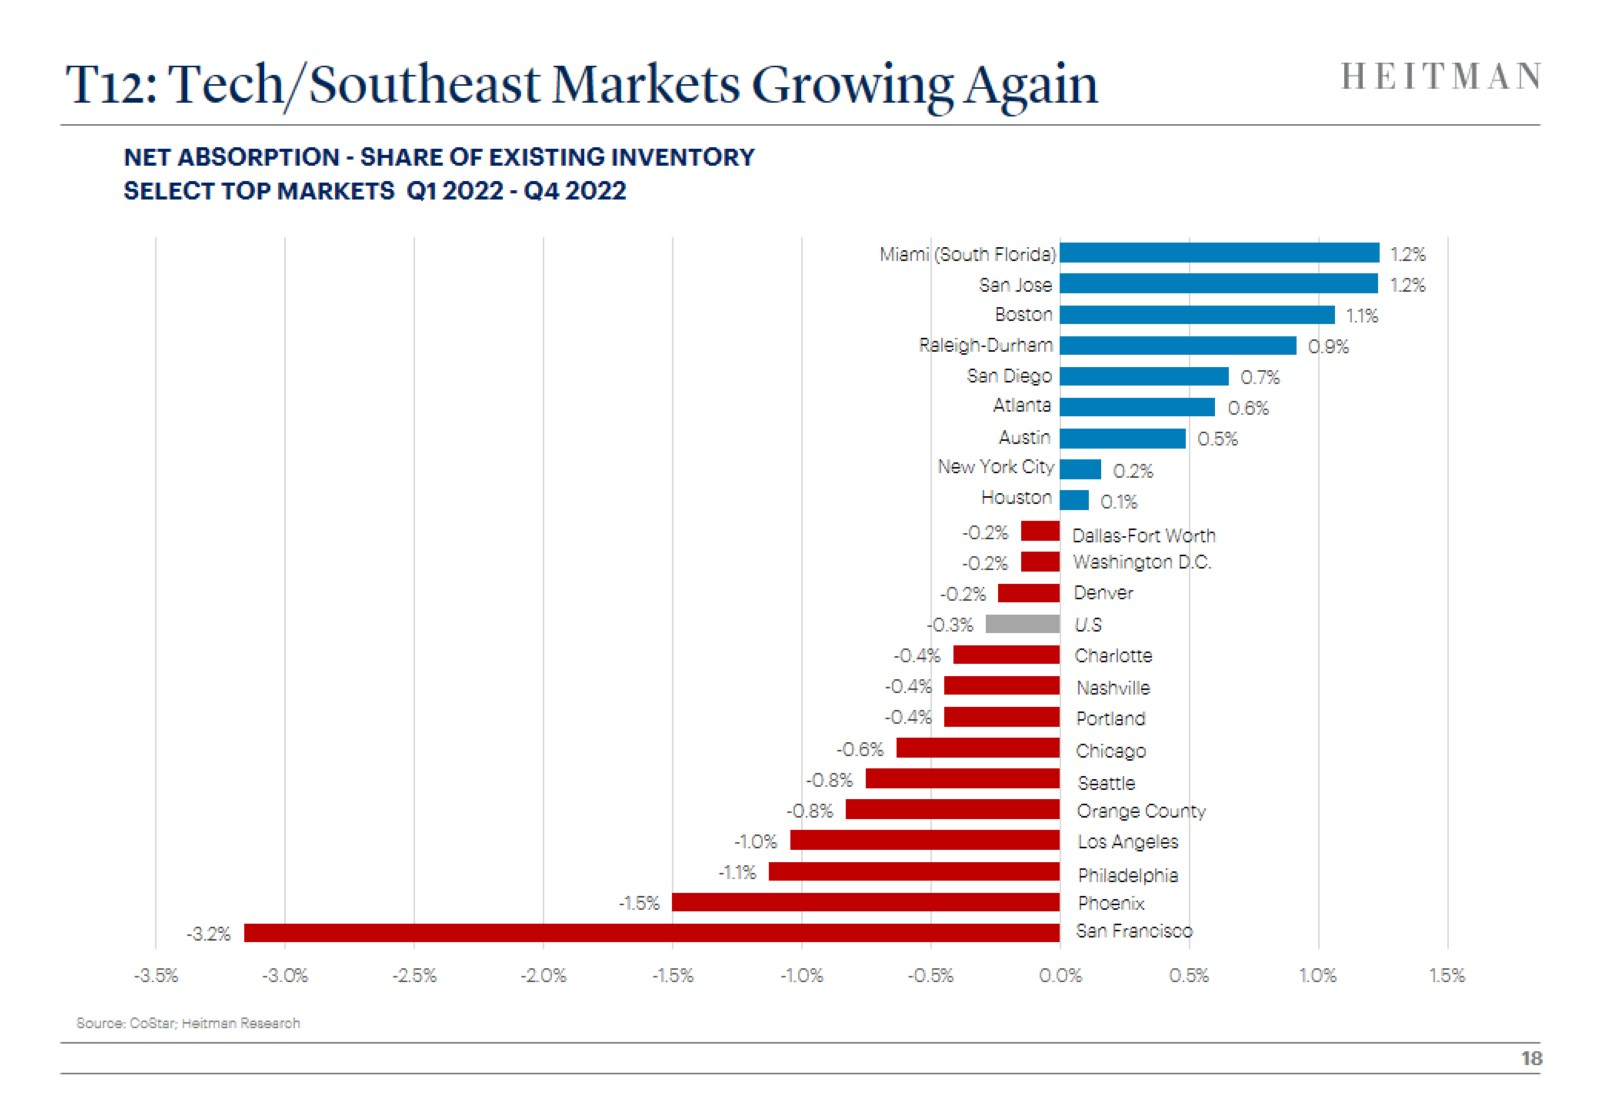 T12: Tech/Southeast Markets Growing Again
HEITMAN
NET ABSORPTION - SHARE OF EXISTING INVENTORY
SELECT TOP MARKETS Q1 2022 - Q4 2022
Miami (South Florida) 1.2%
San Jose 1.2%
Boston 1.1%
Raleigh-Durham 0.9%
San Diego 0.7%
Atlanta 0.6%
Austin 0.5%
New York City 0.2%
Houston 0.1%
-0.2% Dallas-Fort Worth
-0.2% Washington D.C.
-0.2% Denver
-0.3% U.S
-0.4% Charlotte
-0.4% Nashville
-0.4% Portland
-0.6% Chicago
-0.8% Seattle
-0.8% Orange County
-1.0% Los Angeles
-1.1% Philadelphia
-1.5% Phoenix
-3.2% San Francisco
-3.5% -3.0% -2.5% -2.0% -1.5% -1.0% -0.5% 0.0% 0.5% 1.0% 1.5%
Source: CoStar; Heitman Research
18